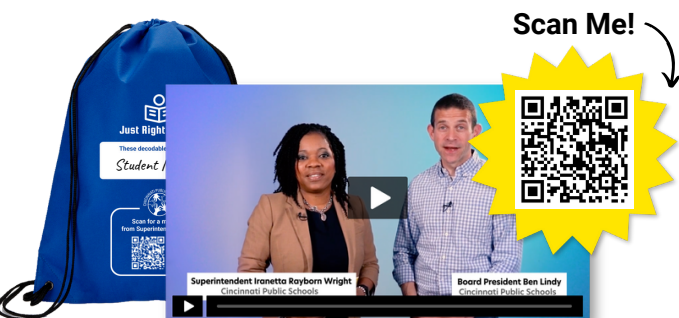 Scan Me!
Just Right
These decodable
Student
Scan for a
from Superinten
Superintendent Iranetta Rayborn Wright
Cincinnati Public Schools
Board President Ben Lindy
Cincinnati Public Schools